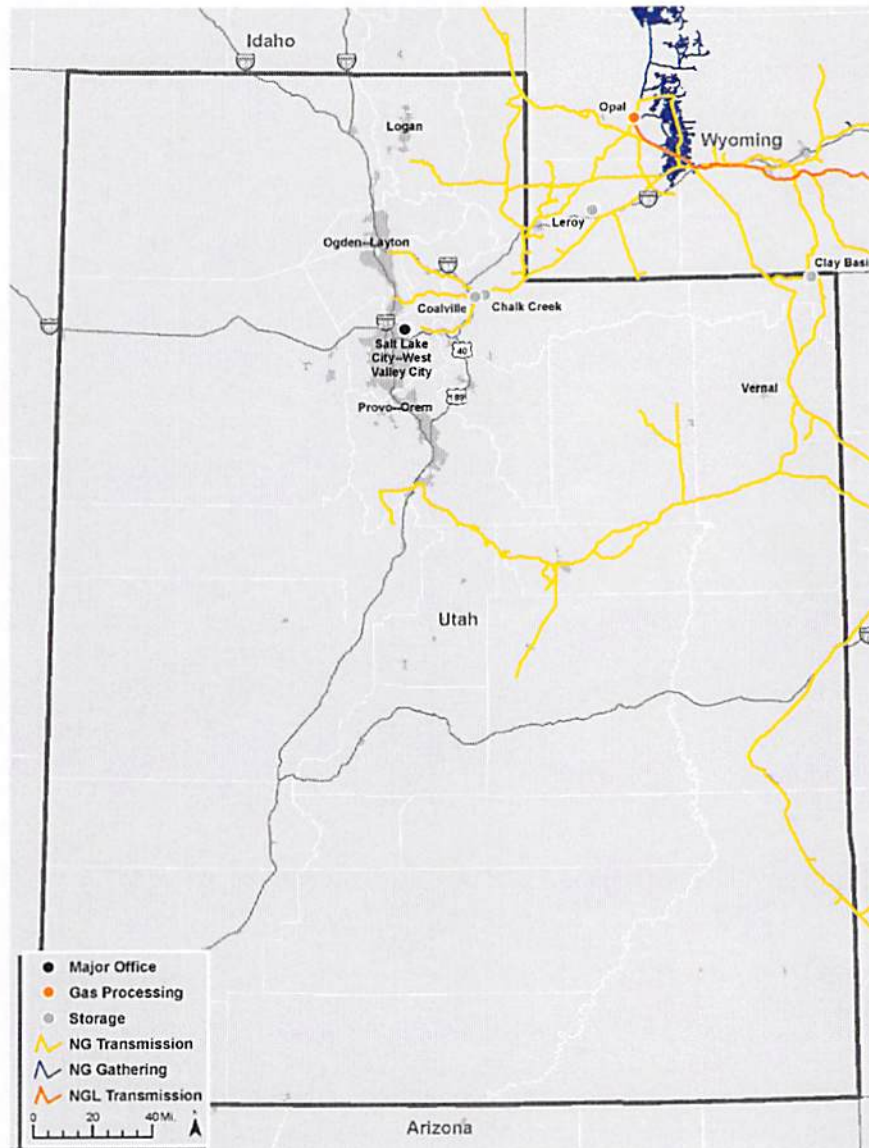 Idaho
Opal
Logan
Wyoming
Leroy
Ogden--Layton
Clay Basi
Coalville
Chalk Creek
Salt Lake
City--West
Valley City
40
Vernal
189
Provo--Orem
Utah
Major Office
Gas Processing
Storage
NG Transmission
NG Gathering
NGL Transmission
0 20 40 Mi.
Arizona